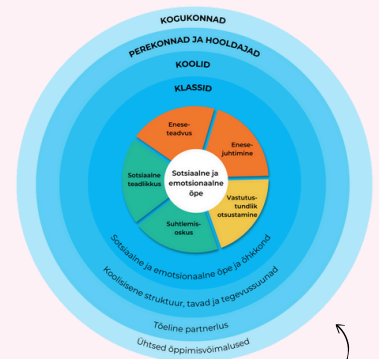 KOGUKONNAD
PEREKONNAD JA HOOLDAJAD
KOOLID
KLASSID
Enese-
teadvus
Enese-
juhtimine
Sotsiaalne
teadlikkus
Sotsiaalne ja
emotsionaalne
õpe
Vastutus-
tundlik
otsustamine
Suhtlemis-
oskus
Sotsiaalne ja emotsionaalne õpe ja õhkkond
Koolisisene struktuur, tavad ja tegevussuunad
Tõeline partnerlus
Ühtsed õppimisvõimalused